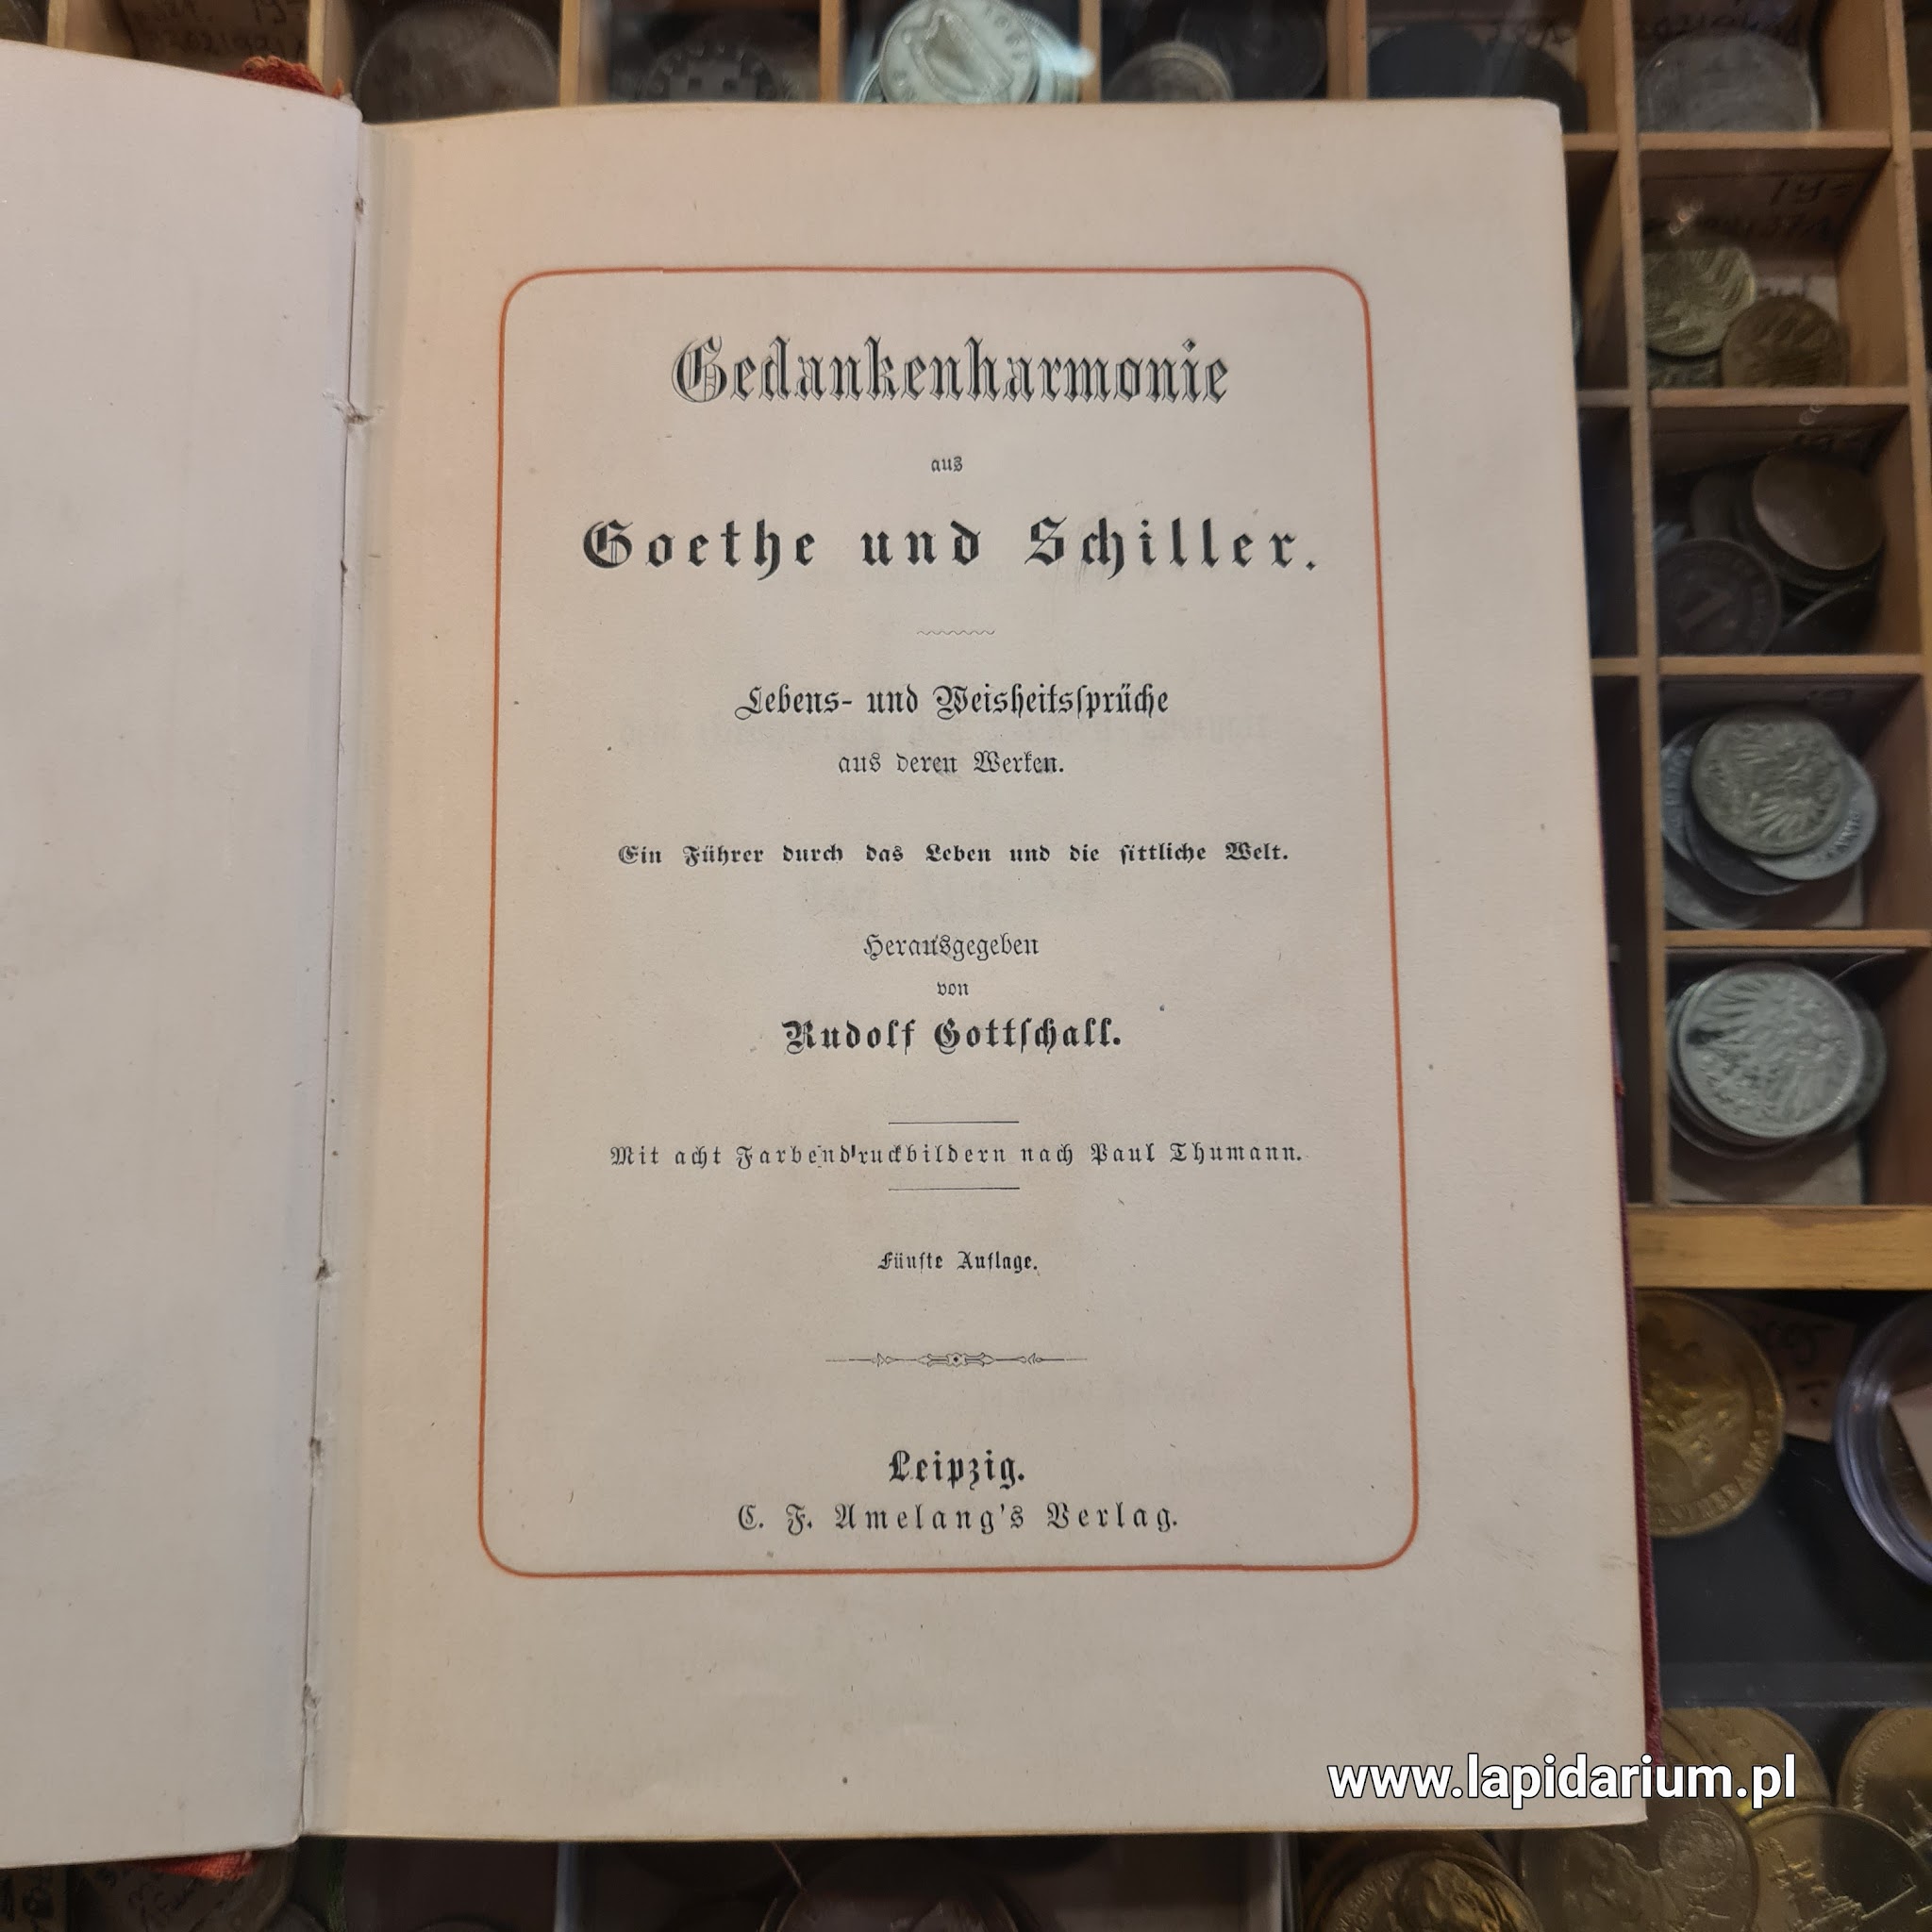 Gedankenharmonie
aus
Goethe und Schiller.
Lebens- und Weisheitsſprüche
aus deren Werken.
Ein Führer durch das Leben und die ſittliche Welt.
Herausgegeben
von
Rudolf Gottſchall.
Mit acht Farbendruckbildern nach Paul Thumann.
Fünfte Auflage.
Leipzig.
C. F. Amelang's Verlag.
www.lapidarium.pl